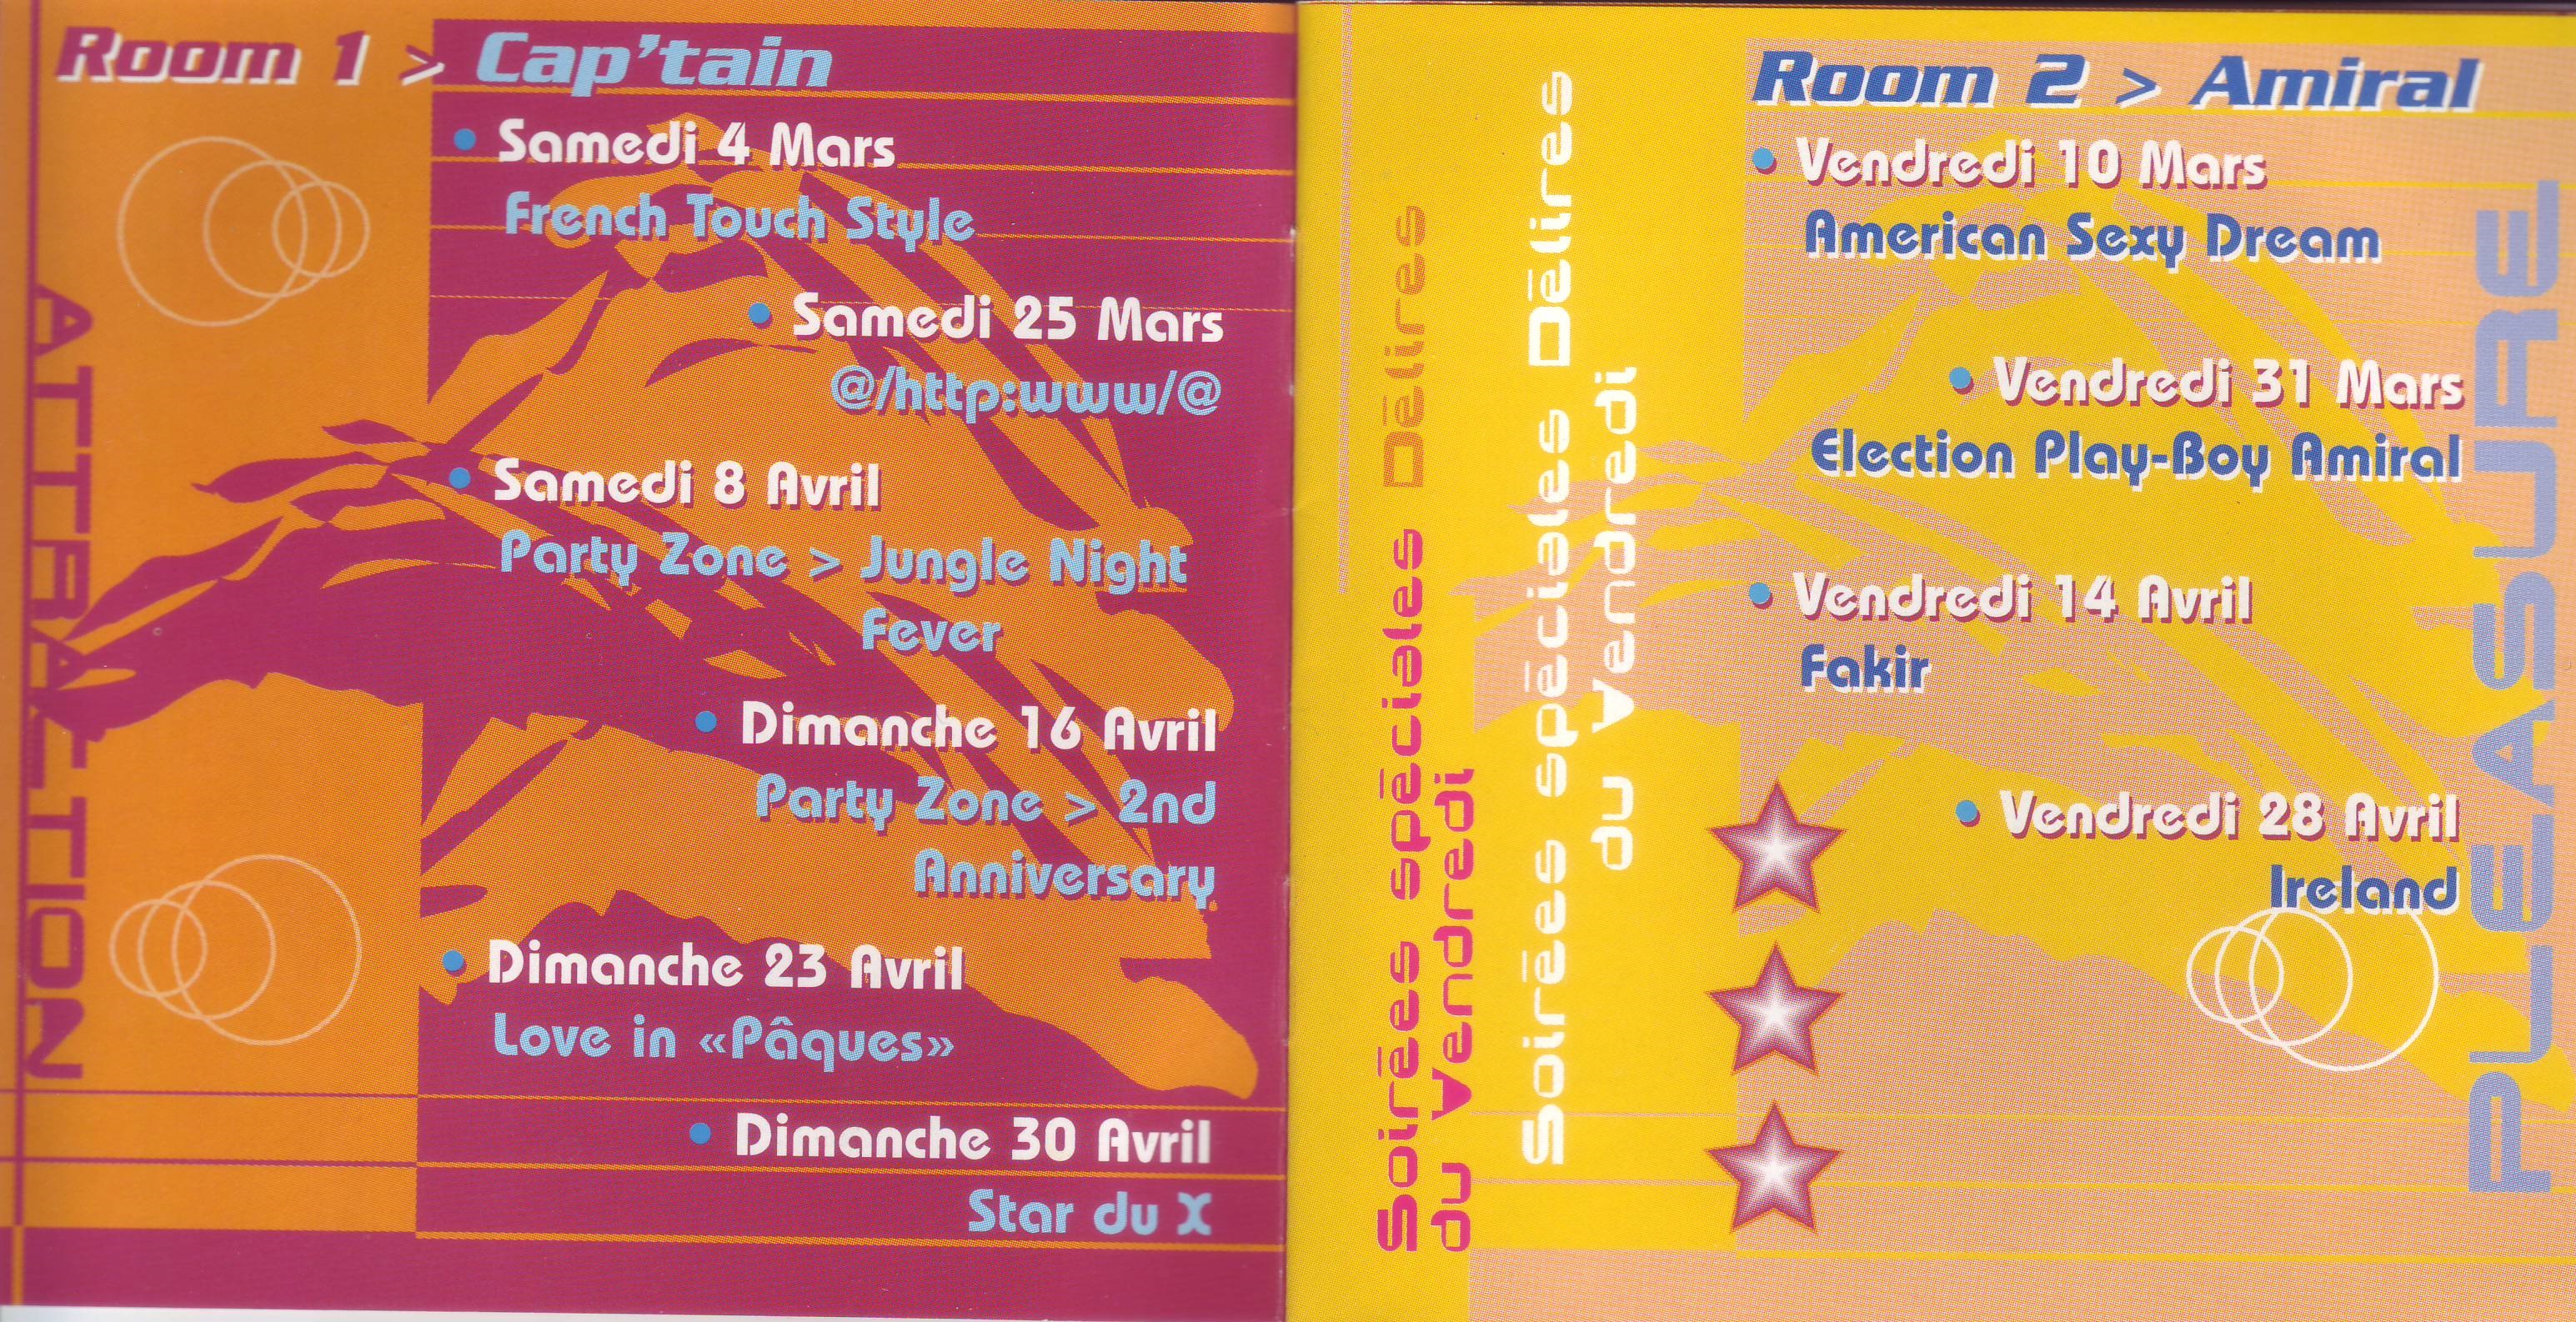 Room 1 > Cap'tain
ATTRACTION
• Samedi 4 Mars
French Touch Style
• Samedi 25 Mars
@/http:www/@
• Samedi 8 Avril
Party Zone > Jungle Night
Fever
• Dimanche 16 Avril
Party Zone > 2nd
Anniversary
• Dimanche 23 Avril
Love in «Pâques»
• Dimanche 30 Avril
Star du X
Soirées spéciales Délires
du Vendredi
Soirées spéciales Délires
du Vendredi
Room 2 > Amiral
• Vendredi 10 Mars
American Sexy Dream
• Vendredi 31 Mars
Election Play-Boy Amiral
• Vendredi 14 Avril
Fakir
• Vendredi 28 Avril
Ireland
PLEASURE